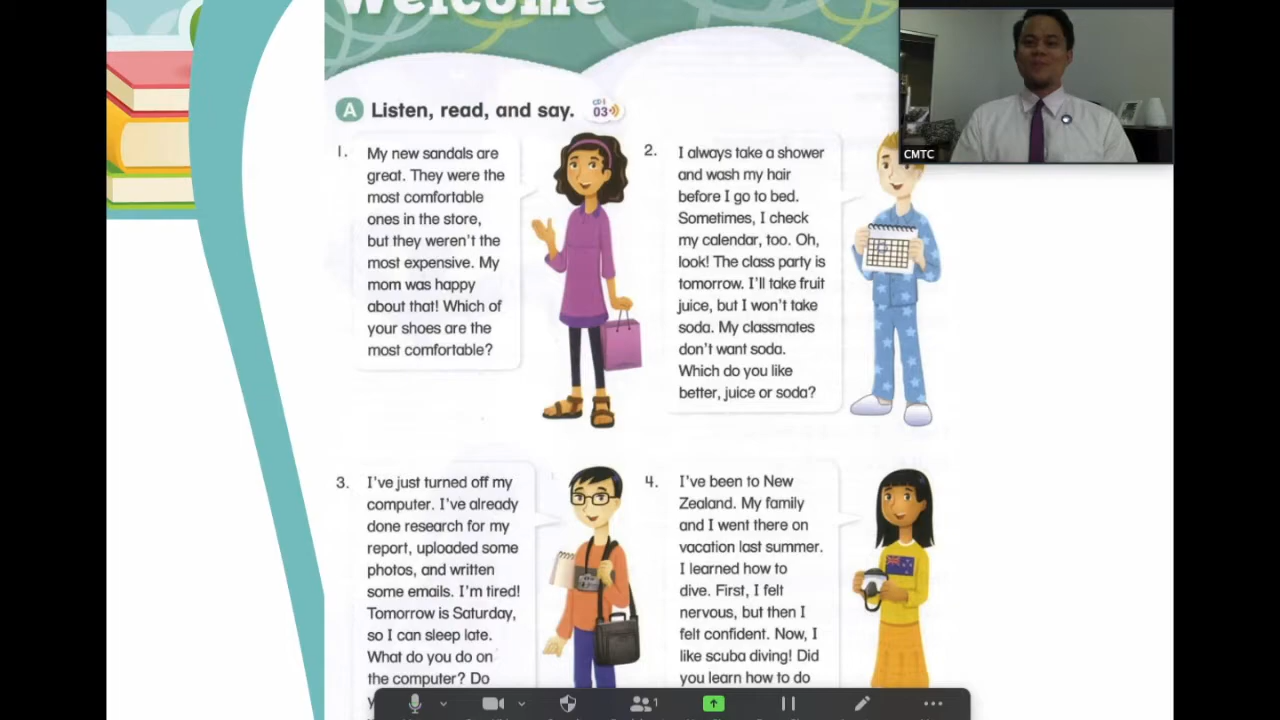 Welcome
A Listen, read, and say. CD1 03
1. My new sandals are
great. They were the
most comfortable
ones in the store,
but they weren't the
most expensive. My
mom was happy
about that! Which of
your shoes are the
most comfortable?
2. I always take a shower
and wash my hair
before I go to bed.
Sometimes, I check
my calendar, too. Oh,
look! The class party is
tomorrow. I'll take fruit
juice, but I won't take
soda. My classmates
don't want soda.
Which do you like
better, juice or soda?
3. I've just turned off my
computer. I've already
done research for my
report, uploaded some
photos, and written
some emails. I'm tired!
Tomorrow is Saturday,
so I can sleep late.
What do you do on
the computer? Do
4. I've been to New
Zealand. My family
and I went there on
vacation last summer.
I learned how to
dive. First, I felt
nervous, but then I
felt confident. Now, I
like scuba diving! Did
you learn how to do
CMTC
1